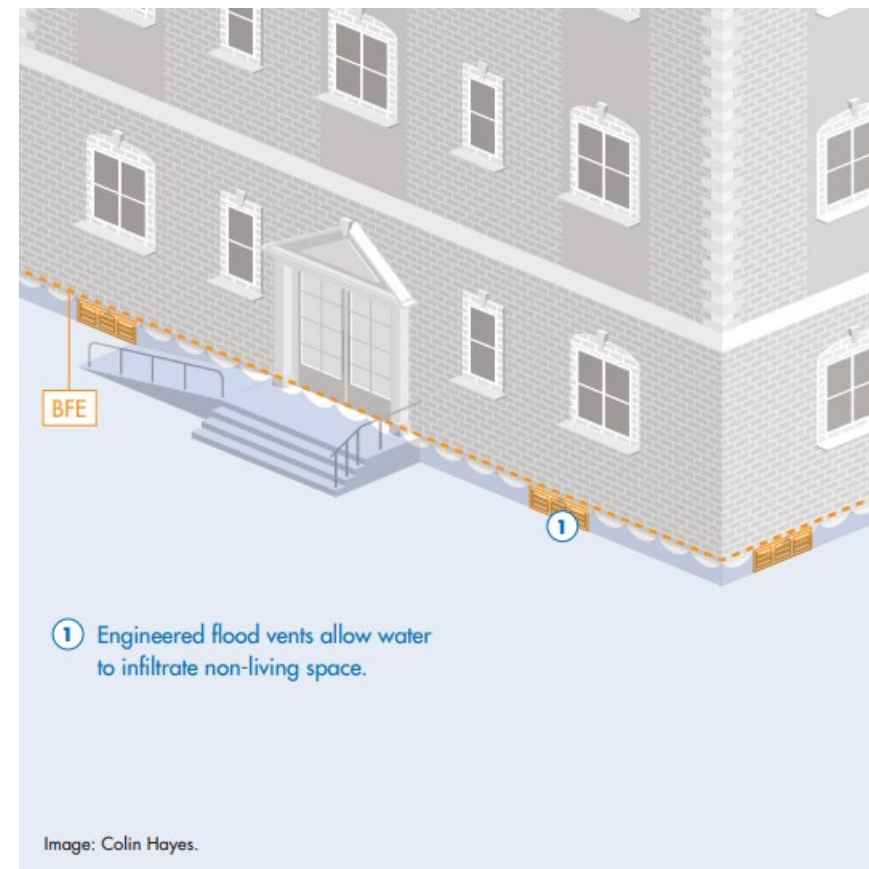 BFE
1
1 Engineered flood vents allow water
to infiltrate non-living space.
Image: Colin Hayes.